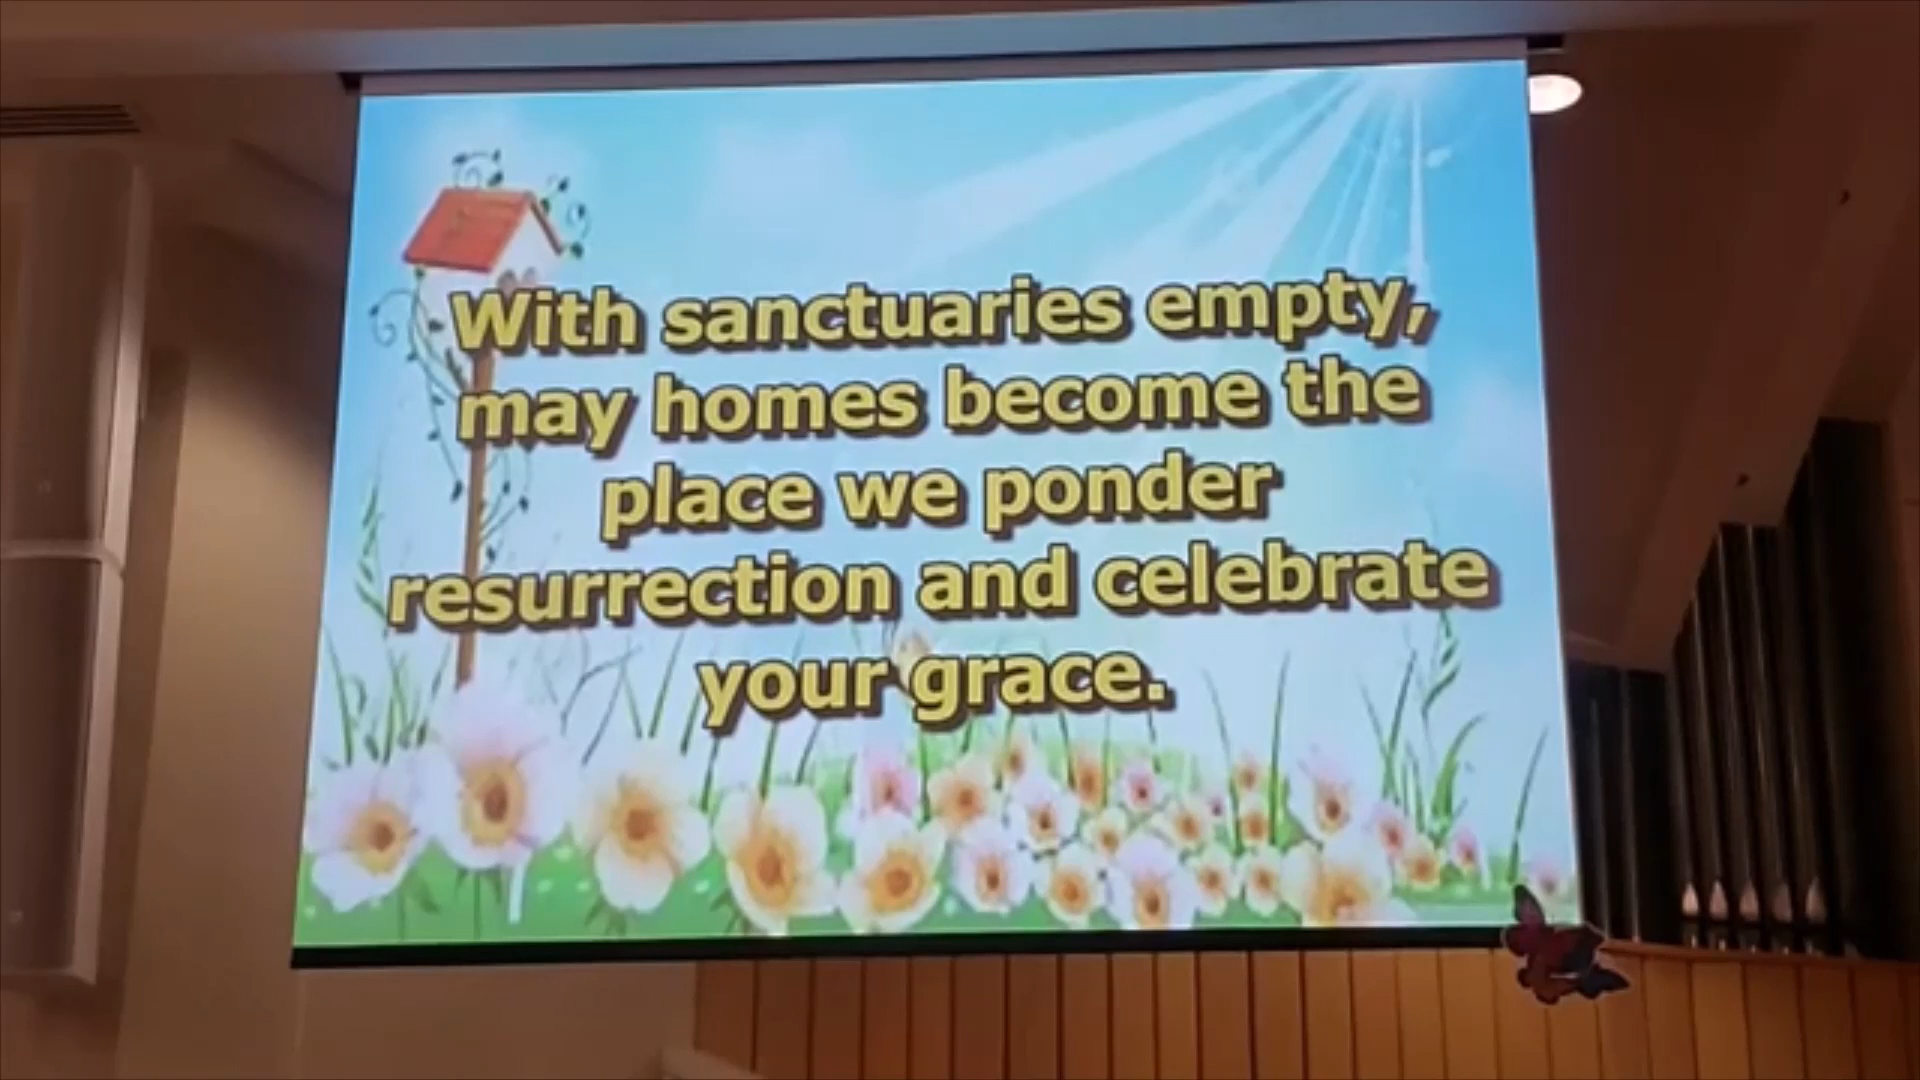 With sanctuaries empty,
may homes become the
place we ponder
resurrection and celebrate
your grace.